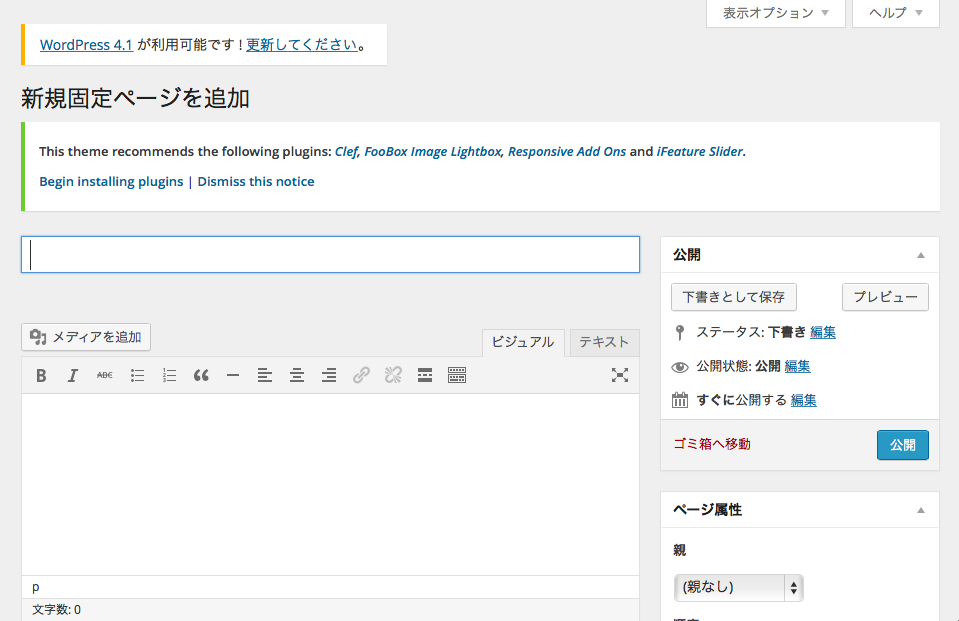 表示オプション ヘルプ
WordPress 4.1 が利用可能です ! 更新してください。
新規固定ページを追加
This theme recommends the following plugins: Clef, FooBox Image Lightbox, Responsive Add Ons and iFeature Slider.
Begin installing plugins | Dismiss this notice
公開
下書きとして保存 プレビュー
ステータス: 下書き 編集
公開状態: 公開 編集
すぐに公開する 編集
ゴミ箱へ移動 公開
メディアを追加 ビジュアル テキスト
B I ABC
p
文字数: 0
ページ属性
親
(親なし)